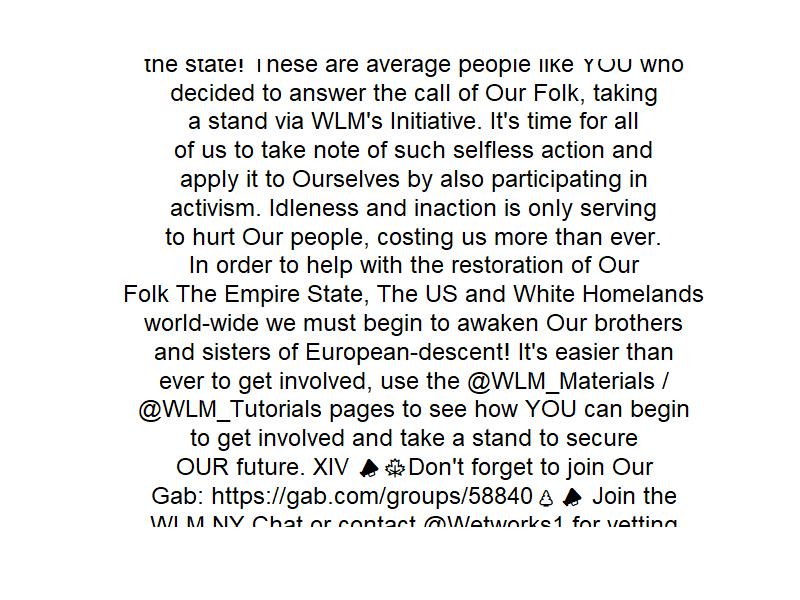 the state! These are average people like YOU who
decided to answer the call of Our Folk, taking
a stand via WLM's Initiative. It's time for all
of us to take note of such selfless action and
apply it to Ourselves by also participating in
activism. Idleness and inaction is only serving
to hurt Our people, costing us more than ever.
In order to help with the restoration of Our
Folk The Empire State, The US and White Homelands
world-wide we must begin to awaken Our brothers
and sisters of European-descent! It's easier than
ever to get involved, use the @WLM_Materials /
@WLM_Tutorials pages to see how YOU can begin
to get involved and take a stand to secure
OUR future. XIV Don't forget to join Our
Gab: https://gab.com/groups/58840 Join the
WLM NY Chat or contact @Wetworks1 for vetting